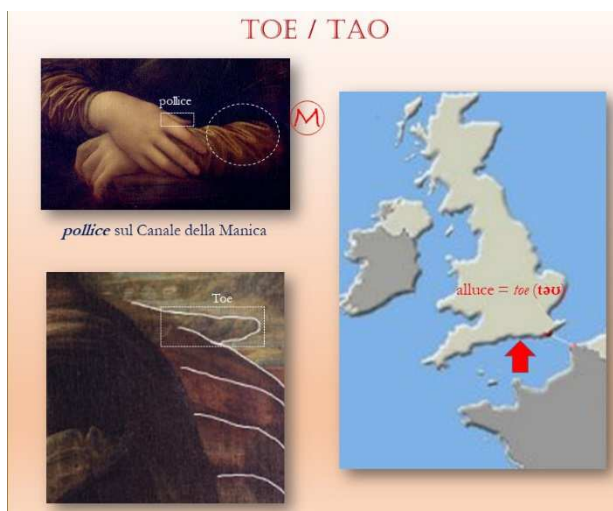 TOE / TAO
pollice
M
pollice sul Canale della Manica
Toe
alluce = toe (təʊ)